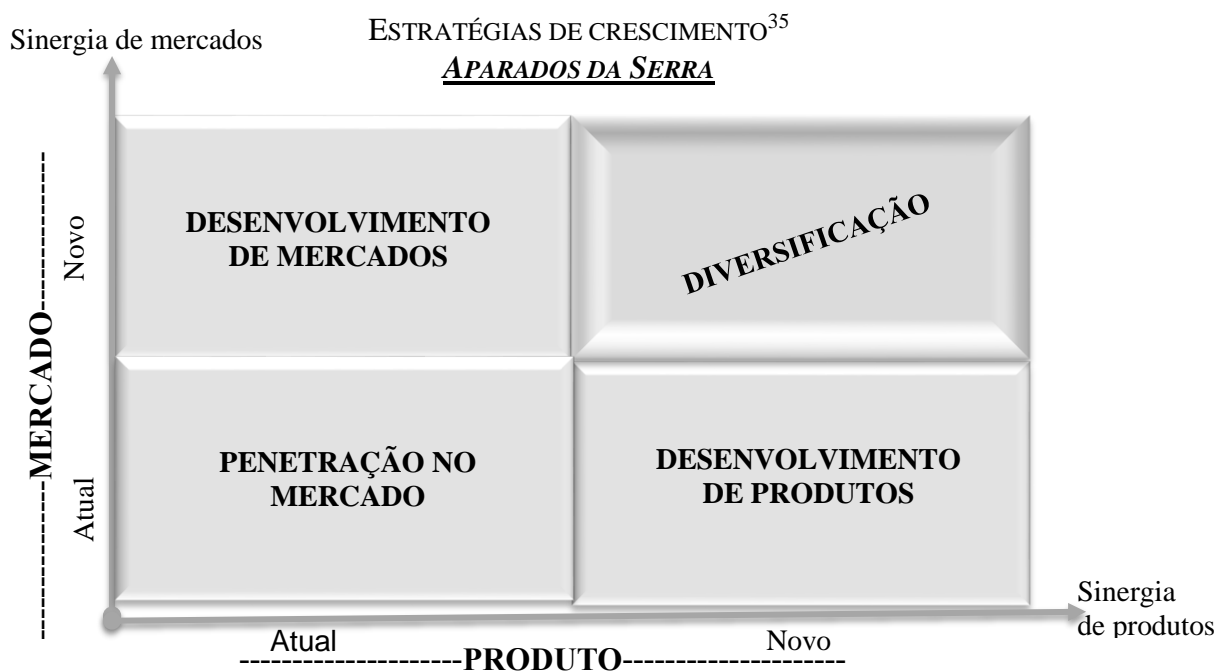 ESTRATÉGIAS DE CRESCIMENTO35
Sinergia de mercados
APARADOS DA SERRA
DESENVOLVIMENTO
DE MERCADOS
DIVERSIFICAÇÃO
Novo
PENETRAÇÃO NO
MERCADO
DESENVOLVIMENTO
DE PRODUTOS
Atual
---------------------MERCADO---------------------
Sinergia
de produtos
Atual
Novo
---------------------PRODUTO---------------------